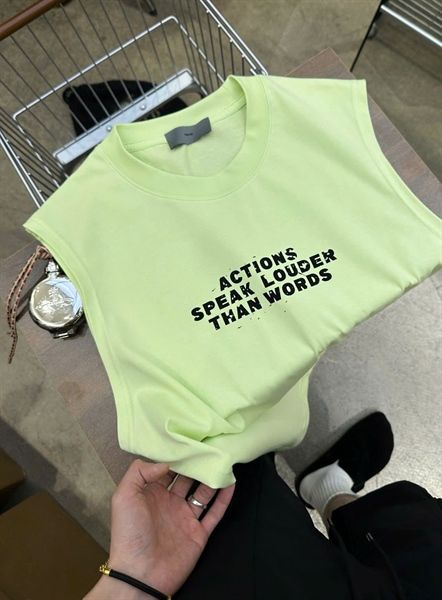 ACTIONS
SPEAK LOUDER
THAN WORDS